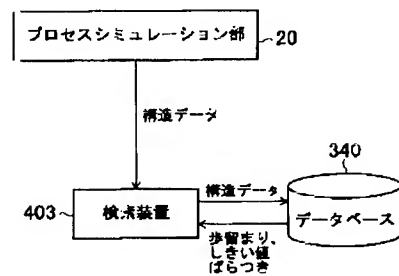 プロセスシミュレーション部
20
構造データ
340
構造データ
403
検索装置
データベース
歩留まり、
しきい値
ばらつき